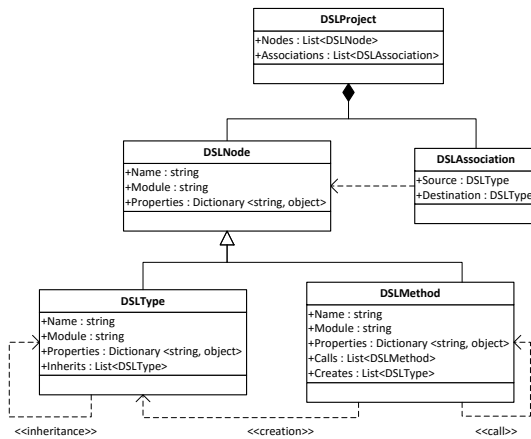 DSLProject
+Nodes : List<DSLNode>
+Associations : List<DSLAssociation>
DSLNode
+Name : string
+Module : string
+Properties : Dictionary <string, object>
DSLAssociation
+Source : DSLType
+Destination : DSLType
DSLType
+Name : string
+Module : string
+Properties : Dictionary <string, object>
+Inherits : List<DSLType>
DSLMethod
+Name : string
+Module : string
+Properties : Dictionary <string, object>
+Calls : List<DSLMethod>
+Creates : List<DSLType>
<<inheritance>>
<<creation>>
<<call>>